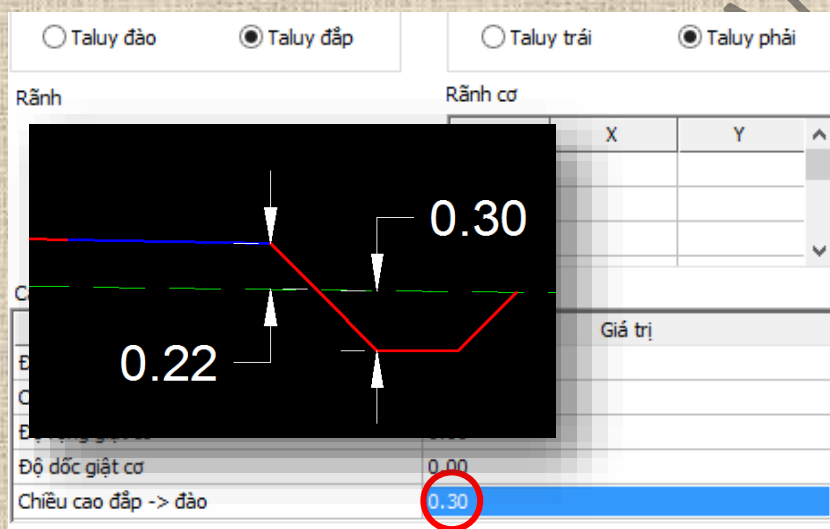 Taluy đào Taluy đắp Taluy trái Taluy phải
Rãnh Rãnh cơ
X Y
0.30
0.22
Giá trị
Độ dốc giật cơ 0.00
Chiều cao đắp -> đào 0.30